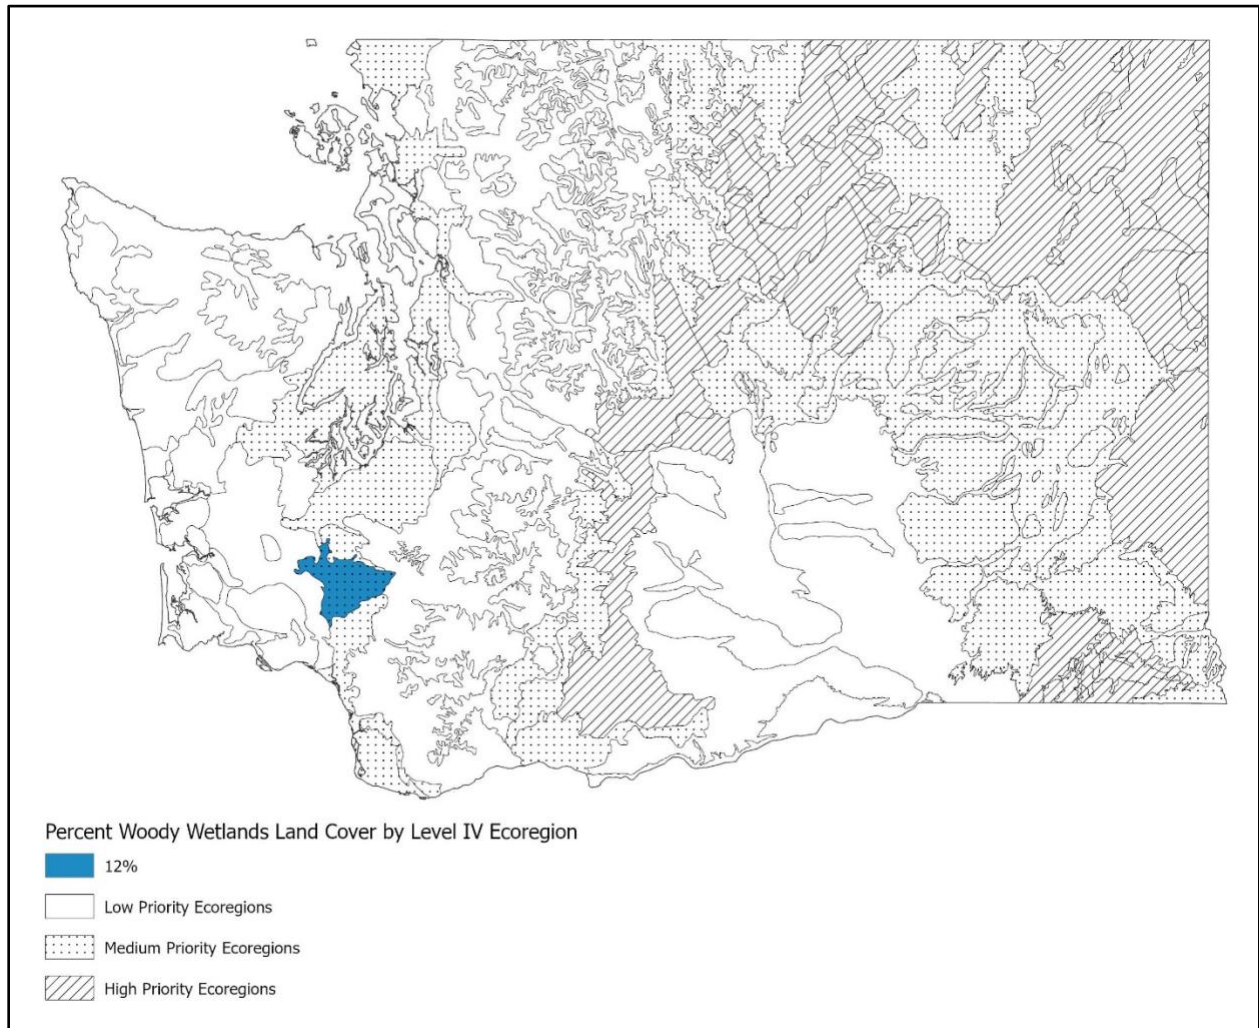 Percent Woody Wetlands Land Cover by Level IV Ecoregion
12%
Low Priority Ecoregions
Medium Priority Ecoregions
High Priority Ecoregions